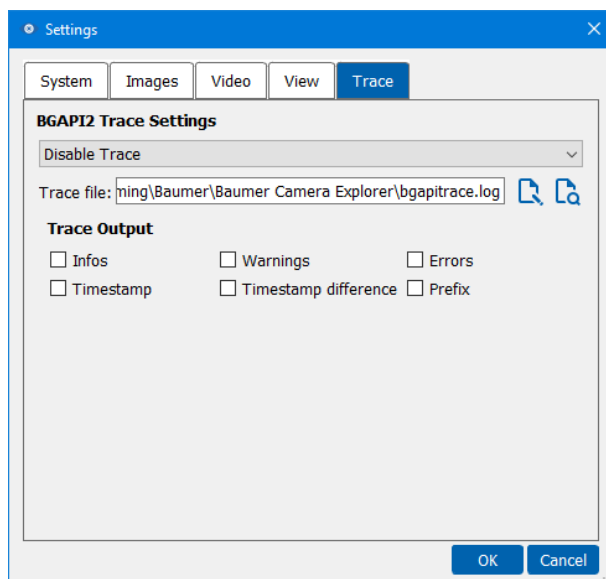 Settings
System Images Video View Trace
BGAPI2 Trace Settings
Disable Trace
Trace file: ning\Baumer\Baumer Camera Explorer\bgapitrace.log
Trace Output
Infos Warnings Errors
Timestamp Timestamp difference Prefix
OK Cancel